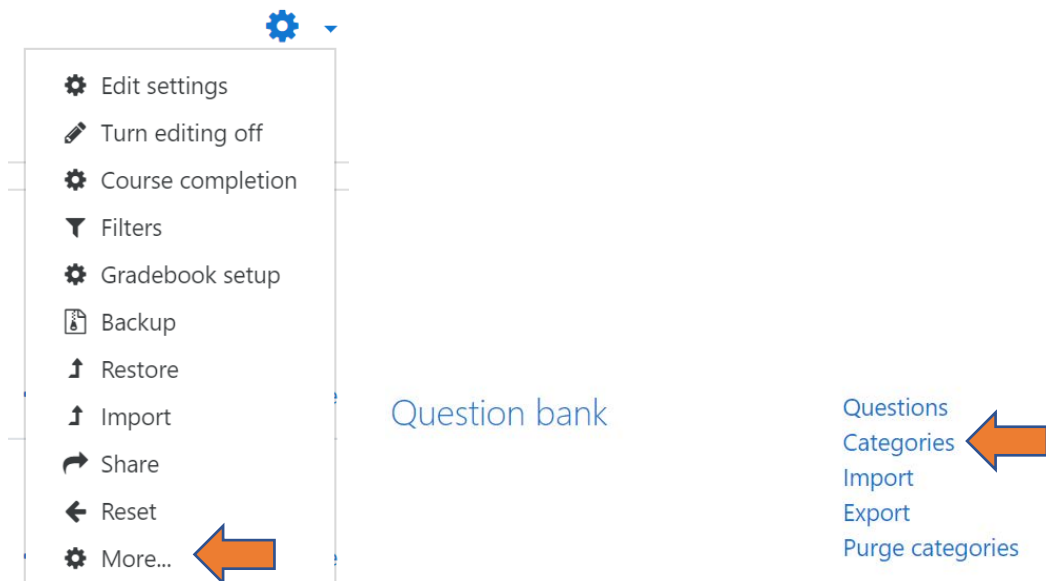 Edit settings
Turn editing off
Course completion
Filters
Gradebook setup
Backup
Restore
Import
Share
Reset
More...
Question bank
Questions
Categories
Import
Export
Purge categories